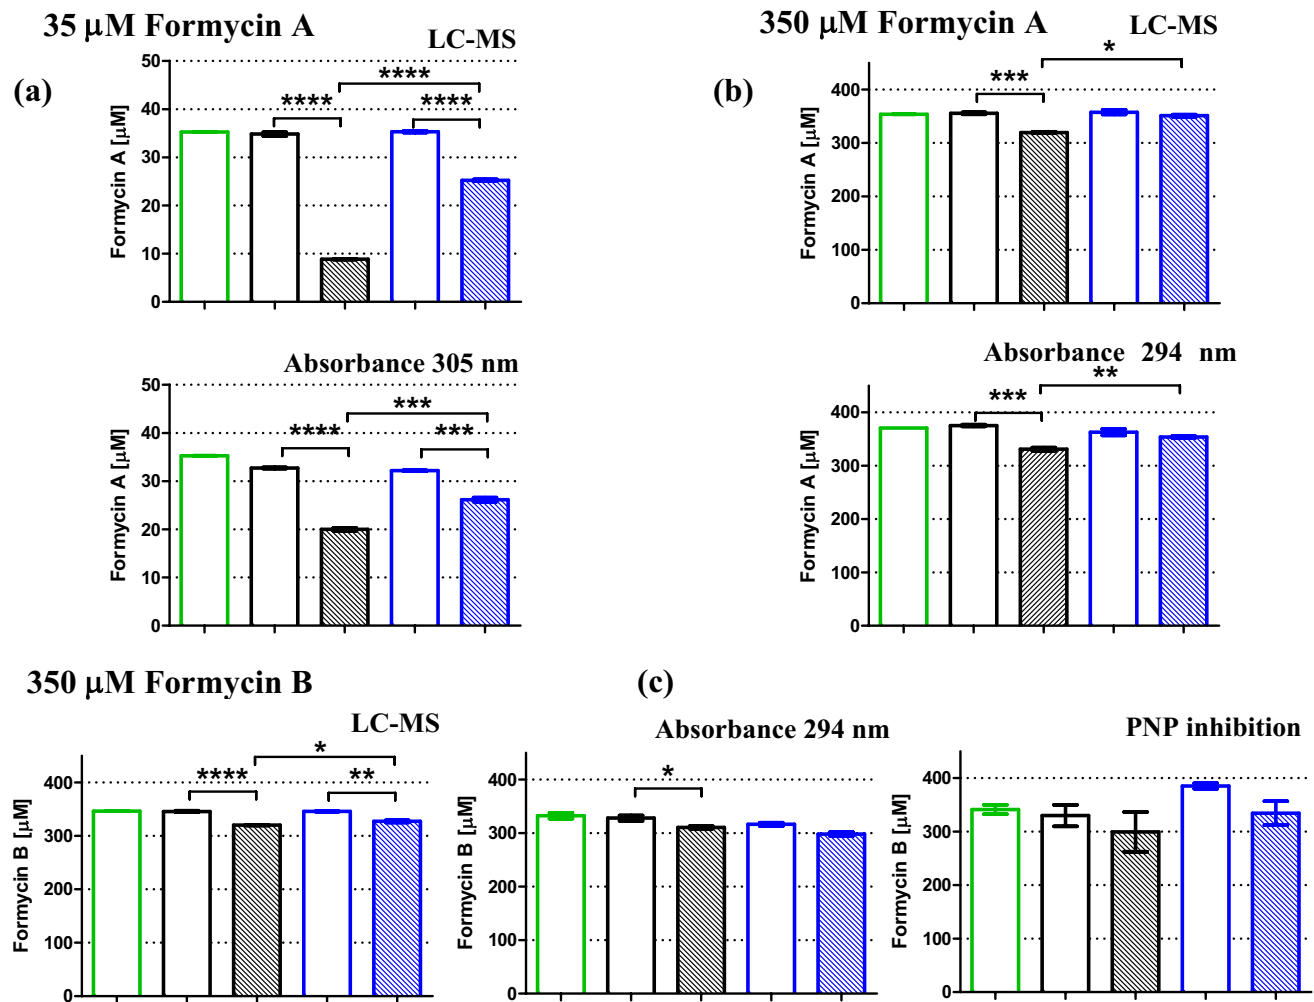 35 μM Formycin A
LC-MS
(a)
Formycin A [μM]
50
40
30
20
10
0
****
****
****
350 μM Formycin A
LC-MS
(b)
Formycin A [μM]
400
300
200
100
0
***
*
Absorbance 305 nm
Formycin A [μM]
50
40
30
20
10
0
***
****
***
Absorbance 294 nm
Formycin A [μM]
400
300
200
100
0
**
***
350 μM Formycin B
(c)
LC-MS
Formycin B [μM]
400
300
200
100
0
*
****
**
Absorbance 294 nm
Formycin B [μM]
400
300
200
100
0
*
PNP inhibition
Formycin B [μM]
400
300
200
100
0